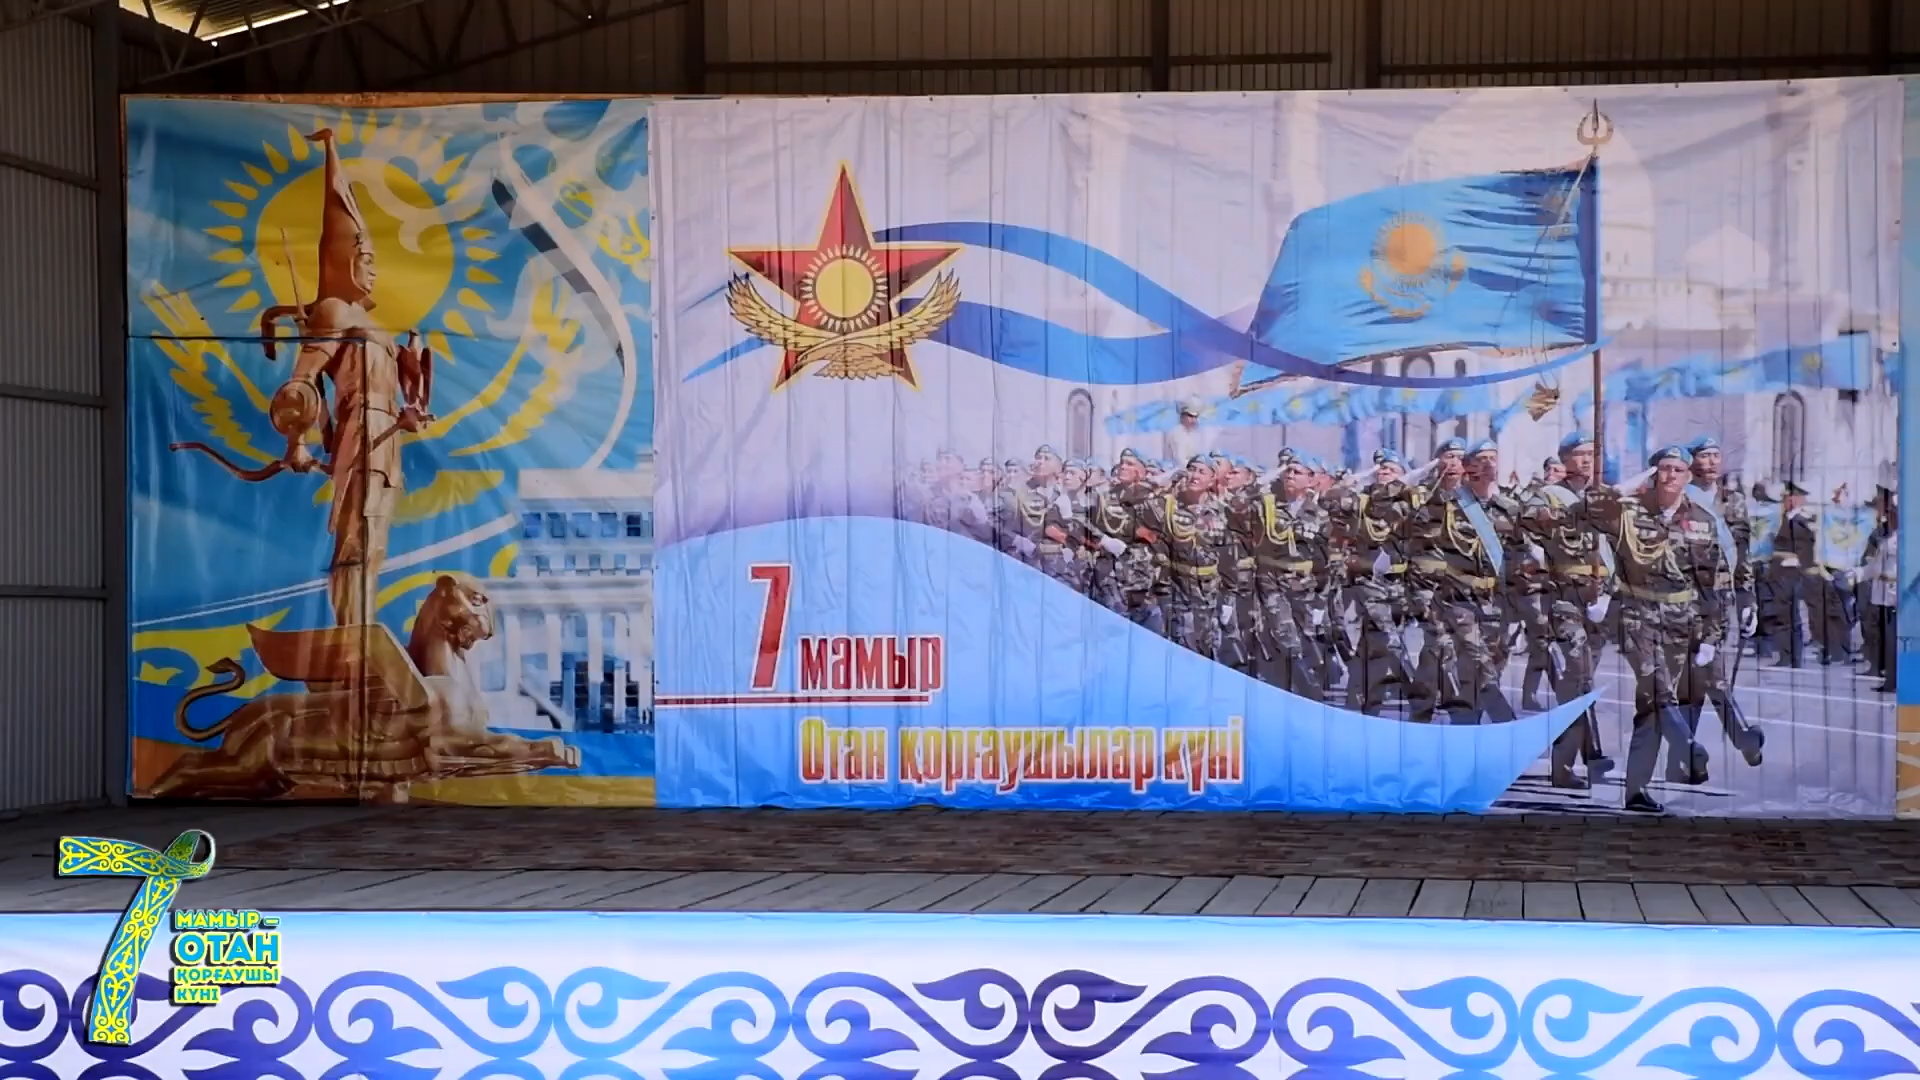 7 мамыр
Отан қорғаушылар күні
7
МАМЫР –
ОТАН
ҚОРҒАУШЫ
КҮНІ